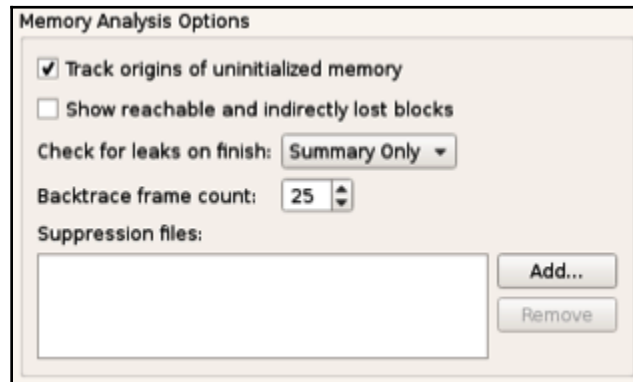 Memory Analysis Options
Track origins of uninitialized memory
Show reachable and indirectly lost blocks
Check for leaks on finish: Summary Only
Backtrace frame count: 25
Suppression files:
Add...
Remove